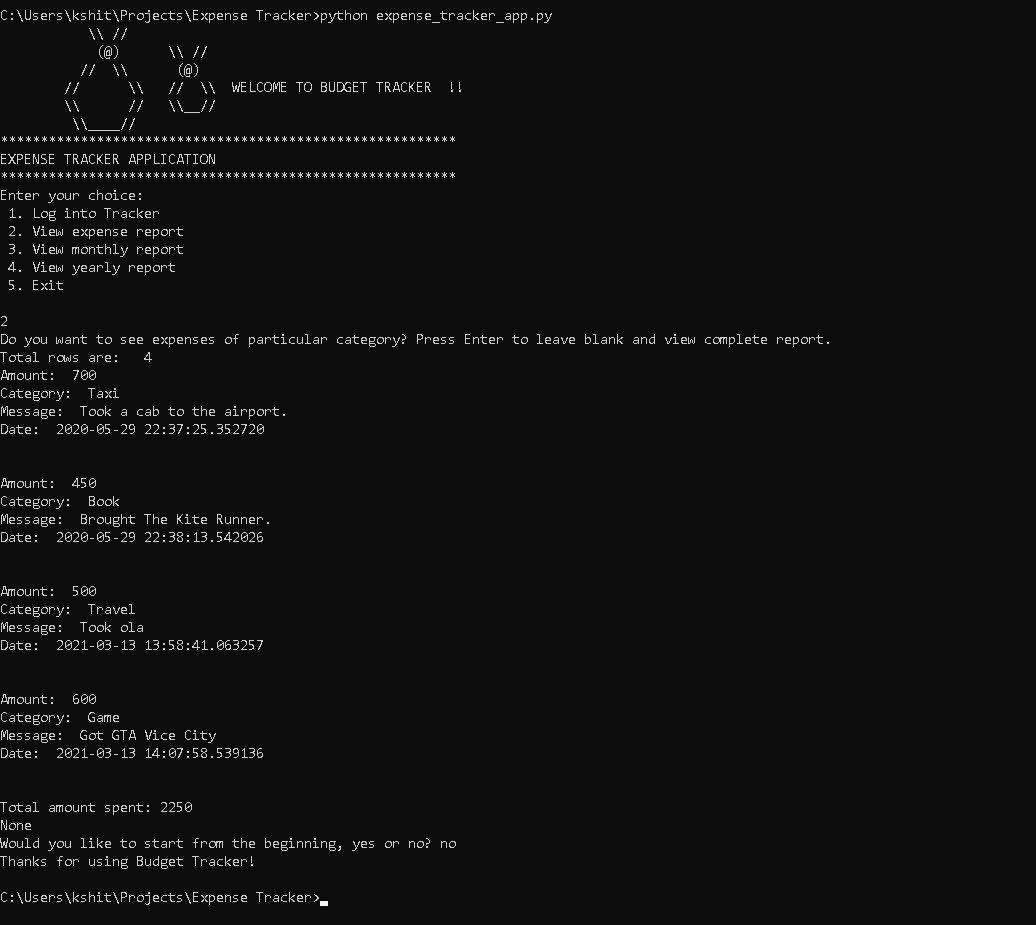 C:\Users\kshit\Projects\Expense Tracker>python expense_tracker_app.py
           \\ //
            (@)      \\ //
          //  \\      (@)
        //      \\   //  \\  WELCOME TO BUDGET TRACKER  !!
        \\      //   \\__//
         \\____//
*********************************************************
EXPENSE TRACKER APPLICATION
*********************************************************
Enter your choice:
 1. Log into Tracker
 2. View expense report
 3. View monthly report
 4. View yearly report
 5. Exit

2
Do you want to see expenses of particular category? Press Enter to leave blank and view complete report.
Total rows are:   4
Amount:  700
Category:  Taxi
Message:  Took a cab to the airport.
Date:  2020-05-29 22:37:25.352720


Amount:  450
Category:  Book
Message:  Brought The Kite Runner.
Date:  2020-05-29 22:38:13.542026


Amount:  500
Category:  Travel
Message:  Took ola
Date:  2021-03-13 13:58:41.063257


Amount:  600
Category:  Game
Message:  Got GTA Vice City
Date:  2021-03-13 14:07:58.539136


Total amount spent: 2250
None
Would you like to start from the beginning, yes or no? no
Thanks for using Budget Tracker!

C:\Users\kshit\Projects\Expense Tracker>